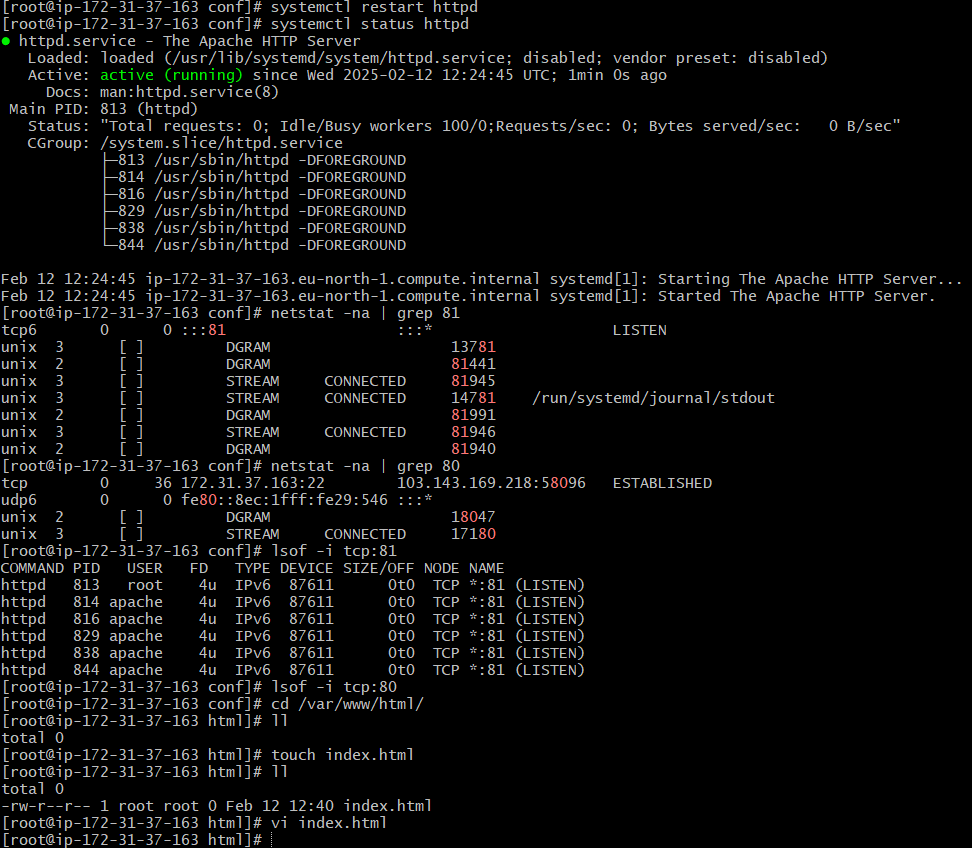 [root@ip-172-31-37-163 conf]# systemctl restart httpd
[root@ip-172-31-37-163 conf]# systemctl status httpd
● httpd.service - The Apache HTTP Server
   Loaded: loaded (/usr/lib/systemd/system/httpd.service; disabled; vendor preset: disabled)
   Active: active (running) since Wed 2025-02-12 12:24:45 UTC; 1min 0s ago
     Docs: man:httpd.service(8)
 Main PID: 813 (httpd)
   Status: "Total requests: 0; Idle/Busy workers 100/0;Requests/sec: 0; Bytes served/sec:   0 B/sec"
   CGroup: /system.slice/httpd.service
           ├─813 /usr/sbin/httpd -DFOREGROUND
           ├─814 /usr/sbin/httpd -DFOREGROUND
           ├─816 /usr/sbin/httpd -DFOREGROUND
           ├─829 /usr/sbin/httpd -DFOREGROUND
           ├─838 /usr/sbin/httpd -DFOREGROUND
           └─844 /usr/sbin/httpd -DFOREGROUND

Feb 12 12:24:45 ip-172-31-37-163.eu-north-1.compute.internal systemd[1]: Starting The Apache HTTP Server...
Feb 12 12:24:45 ip-172-31-37-163.eu-north-1.compute.internal systemd[1]: Started The Apache HTTP Server.
[root@ip-172-31-37-163 conf]# netstat -na | grep 81
tcp6       0      0 :::81                   :::*                    LISTEN
unix  3      [ ]         DGRAM                    13781
unix  2      [ ]         DGRAM                    81441
unix  3      [ ]         STREAM     CONNECTED     81945
unix  3      [ ]         STREAM     CONNECTED     14781    /run/systemd/journal/stdout
unix  2      [ ]         DGRAM                    81991
unix  3      [ ]         STREAM     CONNECTED     81946
unix  2      [ ]         DGRAM                    81940
[root@ip-172-31-37-163 conf]# netstat -na | grep 80
tcp        0     36 172.31.37.163:22        103.143.169.218:58096   ESTABLISHED
udp6       0      0 fe80::8ec:1fff:fe29:546 :::*
unix  2      [ ]         DGRAM                    18047
unix  3      [ ]         STREAM     CONNECTED     17180
[root@ip-172-31-37-163 conf]# lsof -i tcp:81
COMMAND PID   USER   FD   TYPE DEVICE SIZE/OFF NODE NAME
httpd   813   root    4u  IPv6  87611      0t0  TCP *:81 (LISTEN)
httpd   814 apache    4u  IPv6  87611      0t0  TCP *:81 (LISTEN)
httpd   816 apache    4u  IPv6  87611      0t0  TCP *:81 (LISTEN)
httpd   829 apache    4u  IPv6  87611      0t0  TCP *:81 (LISTEN)
httpd   838 apache    4u  IPv6  87611      0t0  TCP *:81 (LISTEN)
httpd   844 apache    4u  IPv6  87611      0t0  TCP *:81 (LISTEN)
[root@ip-172-31-37-163 conf]# lsof -i tcp:80
[root@ip-172-31-37-163 conf]# cd /var/www/html/
[root@ip-172-31-37-163 html]# ll
total 0
[root@ip-172-31-37-163 html]# touch index.html
[root@ip-172-31-37-163 html]# ll
total 0
-rw-r--r-- 1 root root 0 Feb 12 12:40 index.html
[root@ip-172-31-37-163 html]# vi index.html
[root@ip-172-31-37-163 html]#